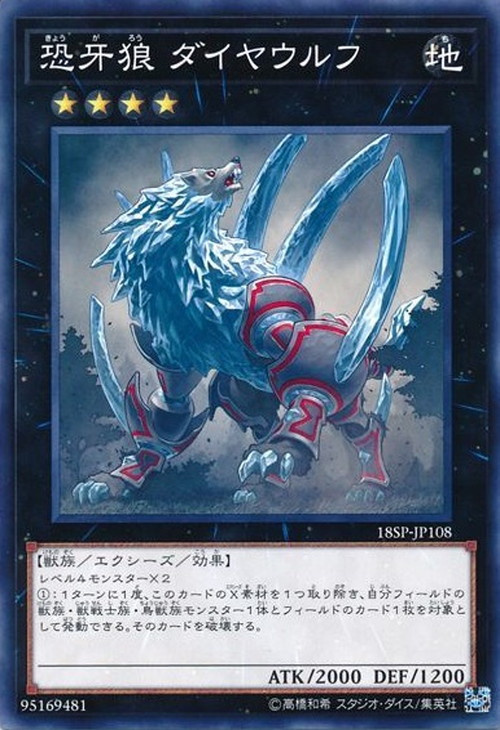 恐牙狼 ダイヤウルフ
地
18SP-JP108
【獣族/エクシーズ/効果】
レベル4モンスター×2
①:1ターンに1度、このカードのX素材を1つ取り除き、自分フィールドの
獣族・獣戦士族・鳥獣族モンスター1体とフィールドのカード1枚を対象と
して発動できる。そのカードを破壊する。
ATK/2000 DEF/1200
95169481
©高橋和希 スタジオ・ダイス/集英社